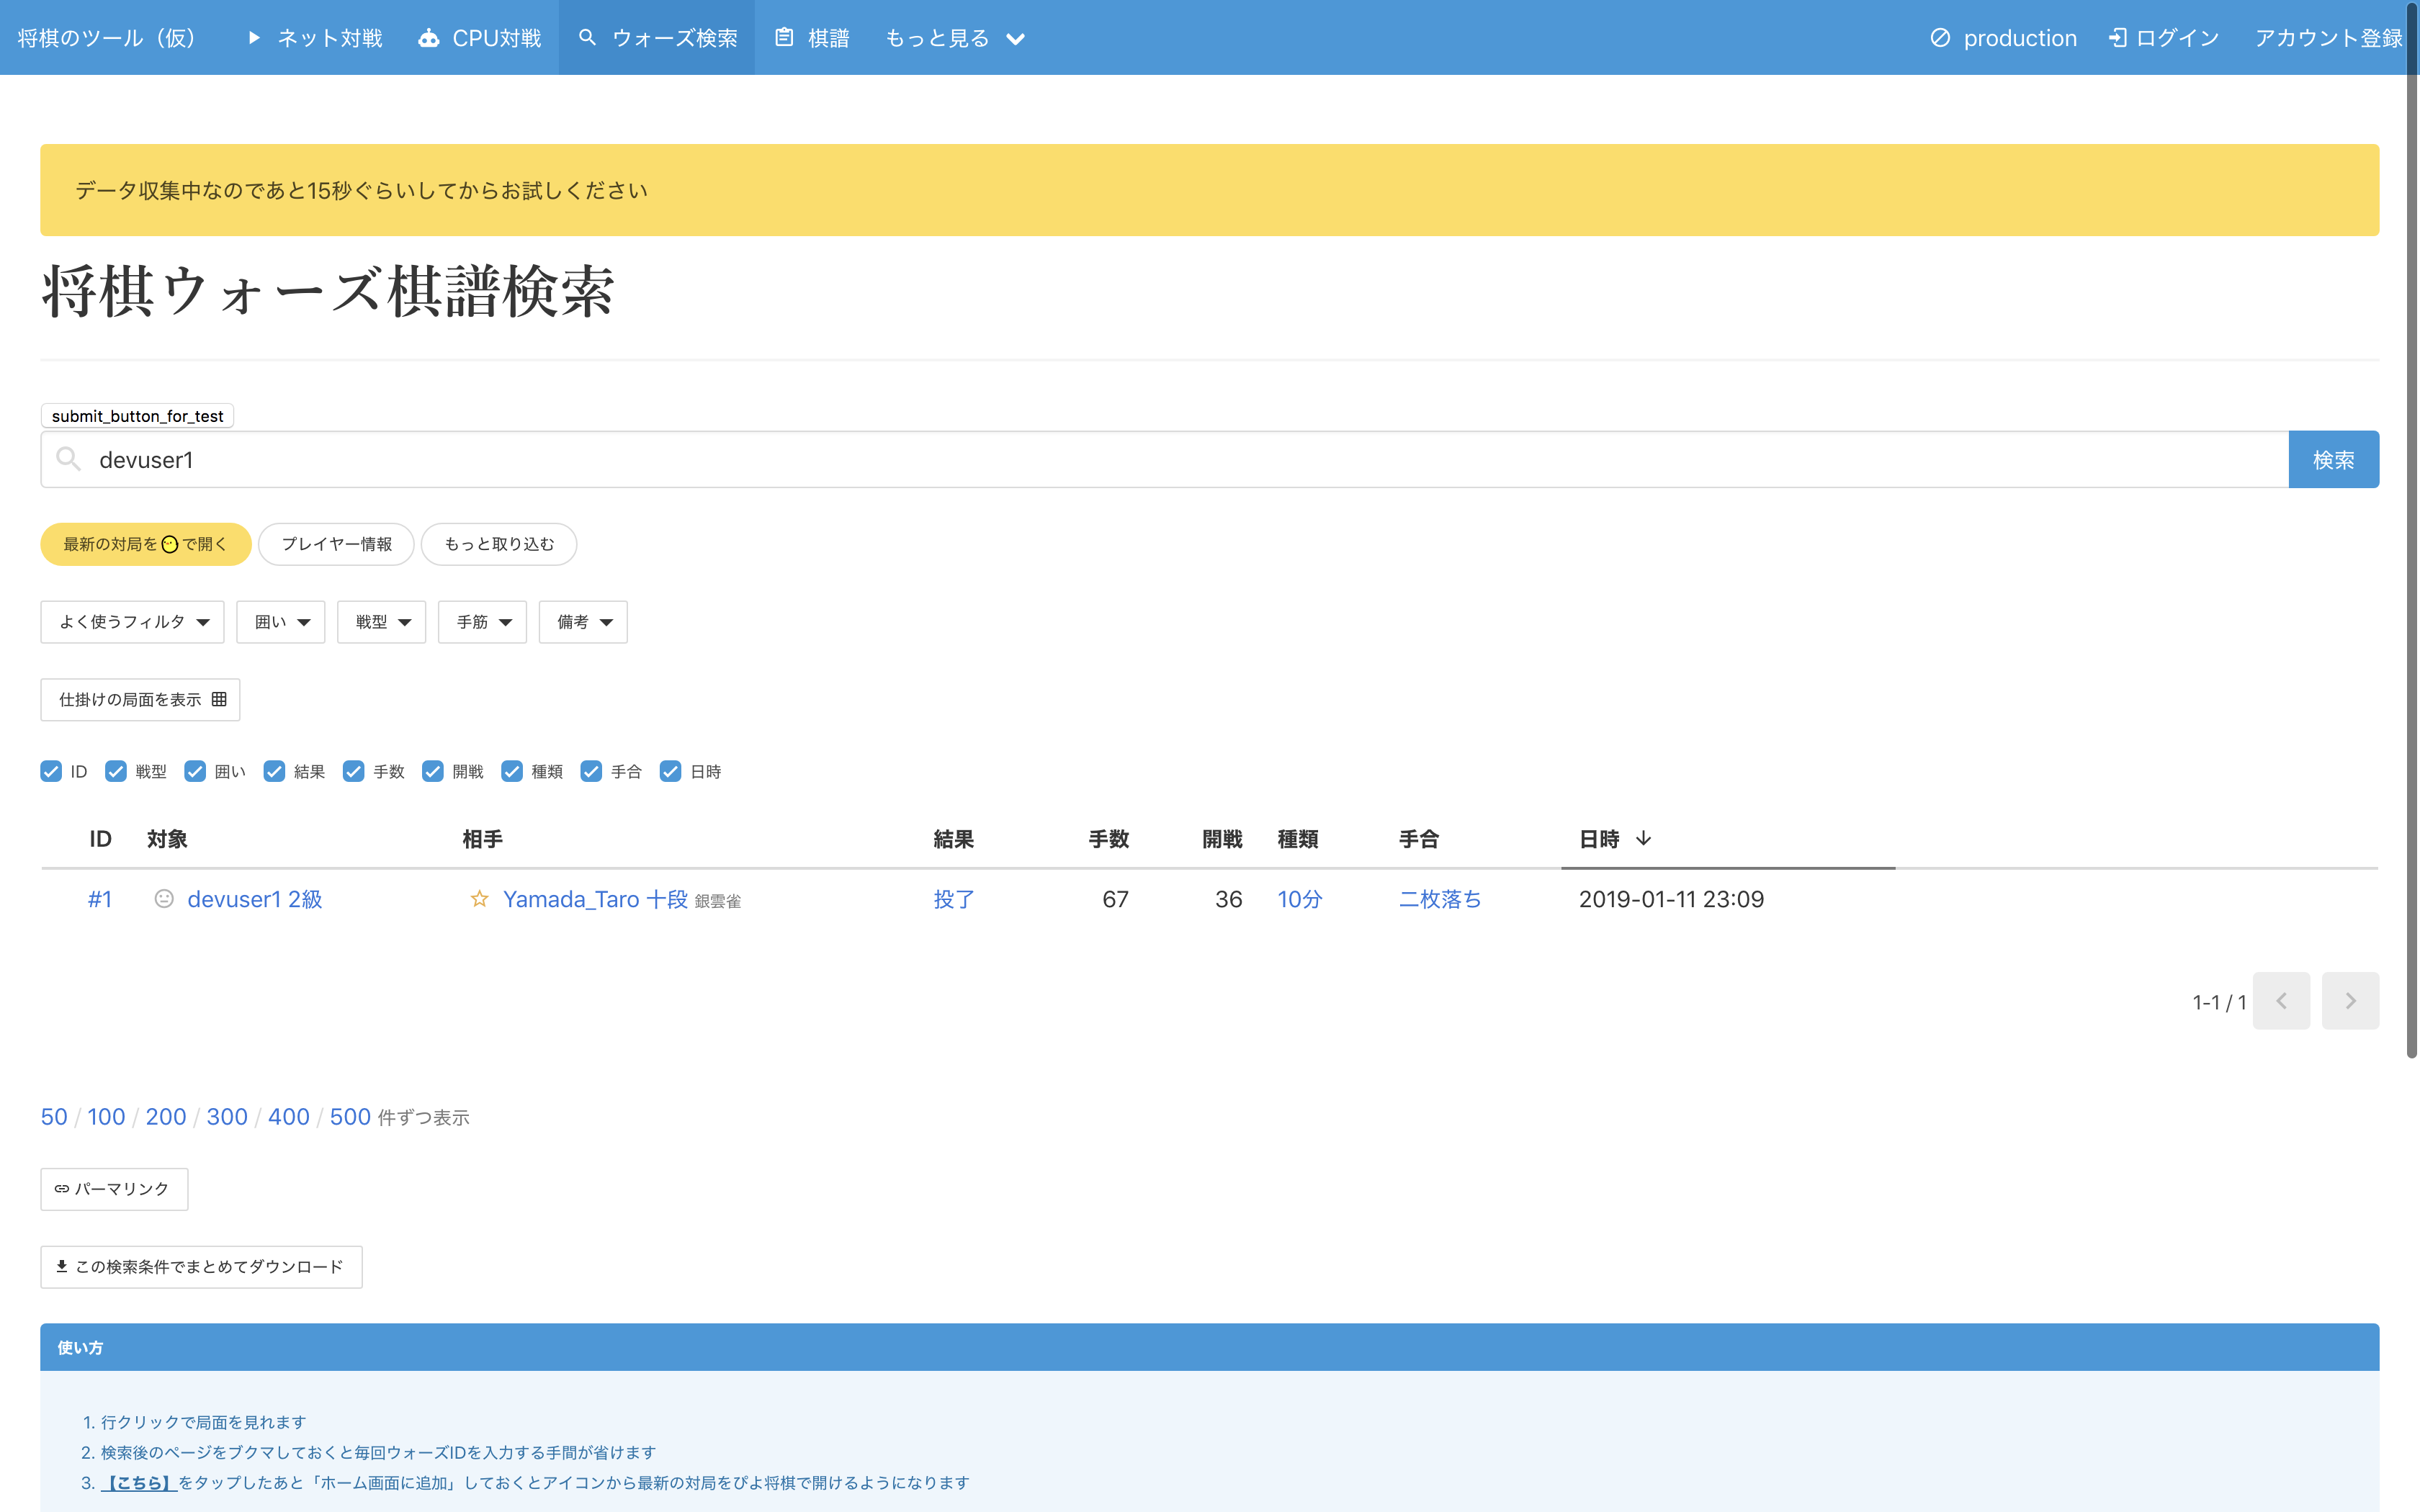 将棋のツール（仮） ネット対戦 CPU対戦 ウォーズ検索 棋譜 もっと見る production ログイン アカウント登録
データ収集中なのであと15秒ぐらいしてからお試しください
将棋ウォーズ棋譜検索
submit_button_for_test
devuser1 検索
最新の対局をで開く プレイヤー情報 もっと取り込む
よく使うフィルタ 囲い 戦型 手筋 備考
仕掛けの局面を表示
ID 戦型 囲い 結果 手数 開戦 種類 手合 日時
ID 対象 相手 結果 手数 開戦 種類 手合 日時
#1 devuser1 2級 Yamada_Taro 十段 銀雲雀 投了 67 36 10分 二枚落ち 2019-01-11 23:09
1-1 / 1
50 / 100 / 200 / 300 / 400 / 500 件ずつ表示
パーマリンク
この検索条件でまとめてダウンロード
使い方
1. 行クリックで局面を見れます
2. 検索後のページをブクマしておくと毎回ウォーズIDを入力する手間が省けます
3. 【こちら】をタップしたあと「ホーム画面に追加」しておくとアイコンから最新の対局をぴよ将棋で開けるようになります